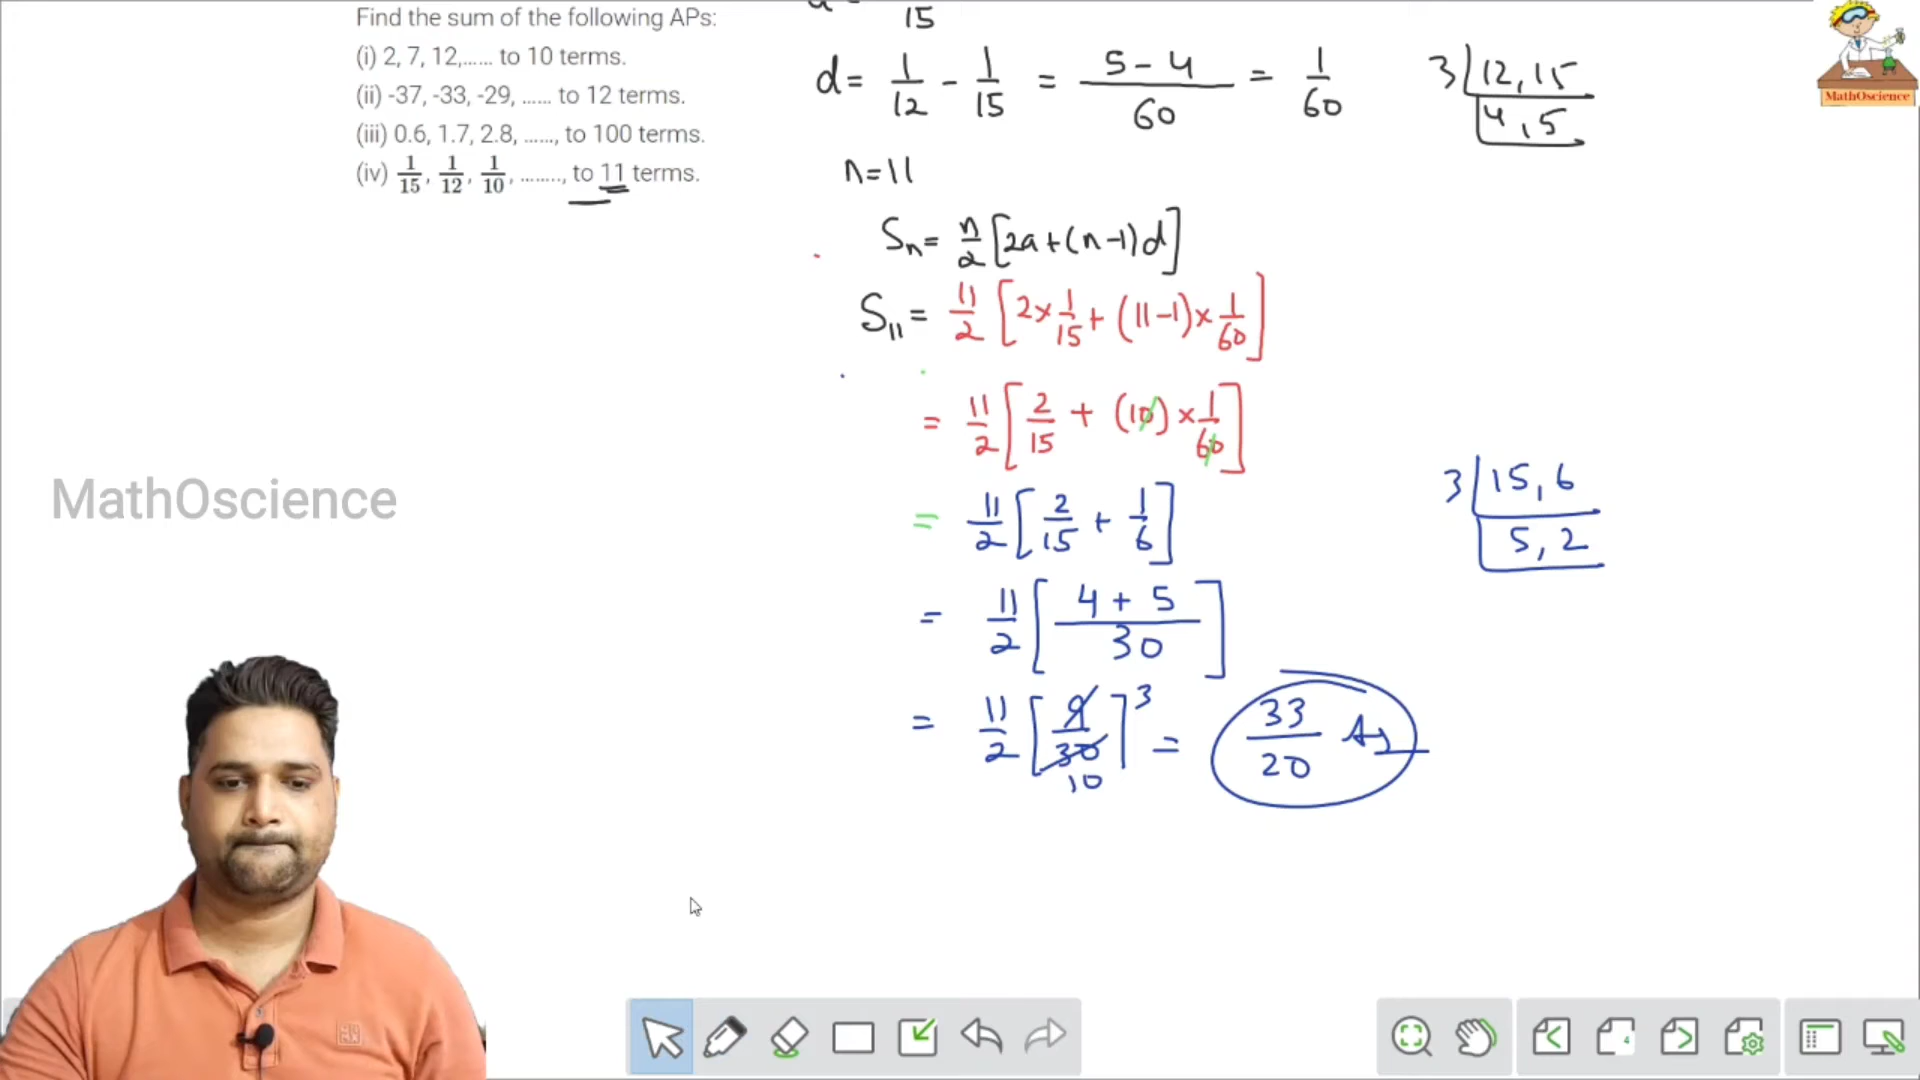 Find the sum of the following APs:
(i) 2, 7, 12,...... to 10 terms.
(ii) -37, -33, -29, ...... to 12 terms.
(iii) 0.6, 1.7, 2.8, ......, to 100 terms.
(iv) 1/15, 1/12, 1/10, ........, to 11 terms.
15
d = 1/12 - 1/15 = 5-4/60 = 1/60
3 | 12, 15
4, 5
n = 11
Sn = n/2 [2a + (n-1)d]
S11 = 11/2 [2 × 1/15 + (11-1) × 1/60]
= 11/2 [2/15 + (10) × 1/60]
= 11/2 [2/15 + 1/6]
3 | 15, 6
5, 2
= 11/2 [4 + 5/30]
= 11/2 [9/30] 3 = 33/20
10
MathOscience
MathOscience
4